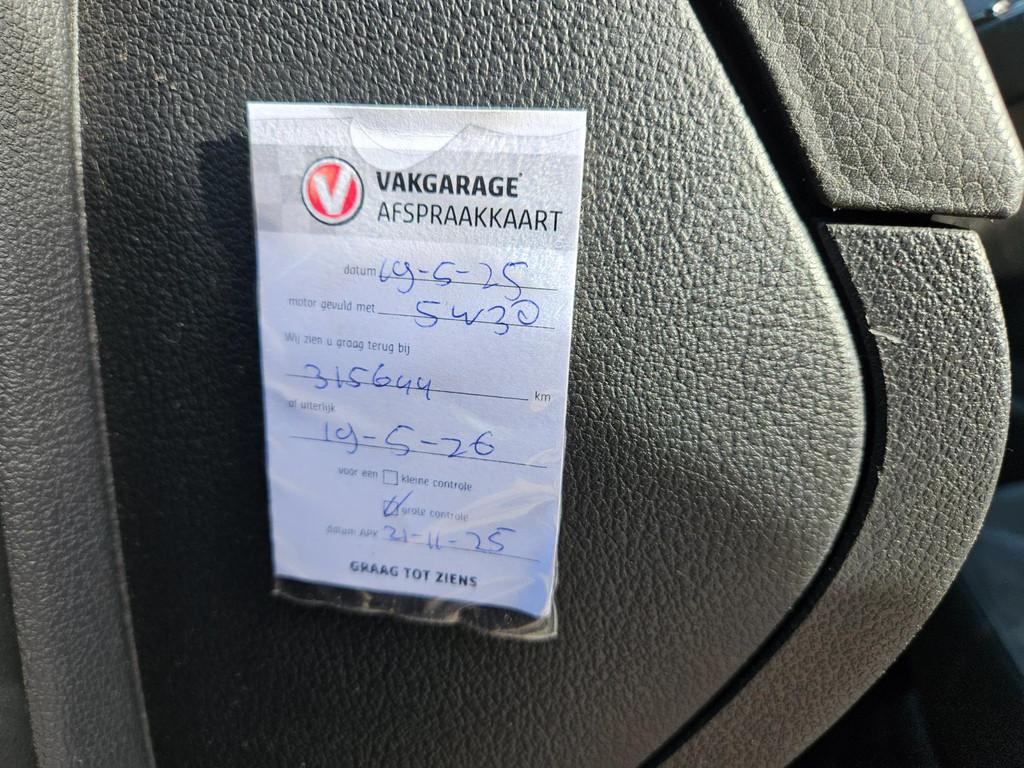 V VAKGARAGE
AFSPRAAKKAART
datum 19-5-25
motor gevuld met 5W30
Wij zien u graag terug bij
315644 km
of uiterlijk
19-5-26
voor een kleine controle
grote controle
datum APK 21-11-25
GRAAG TOT ZIENS